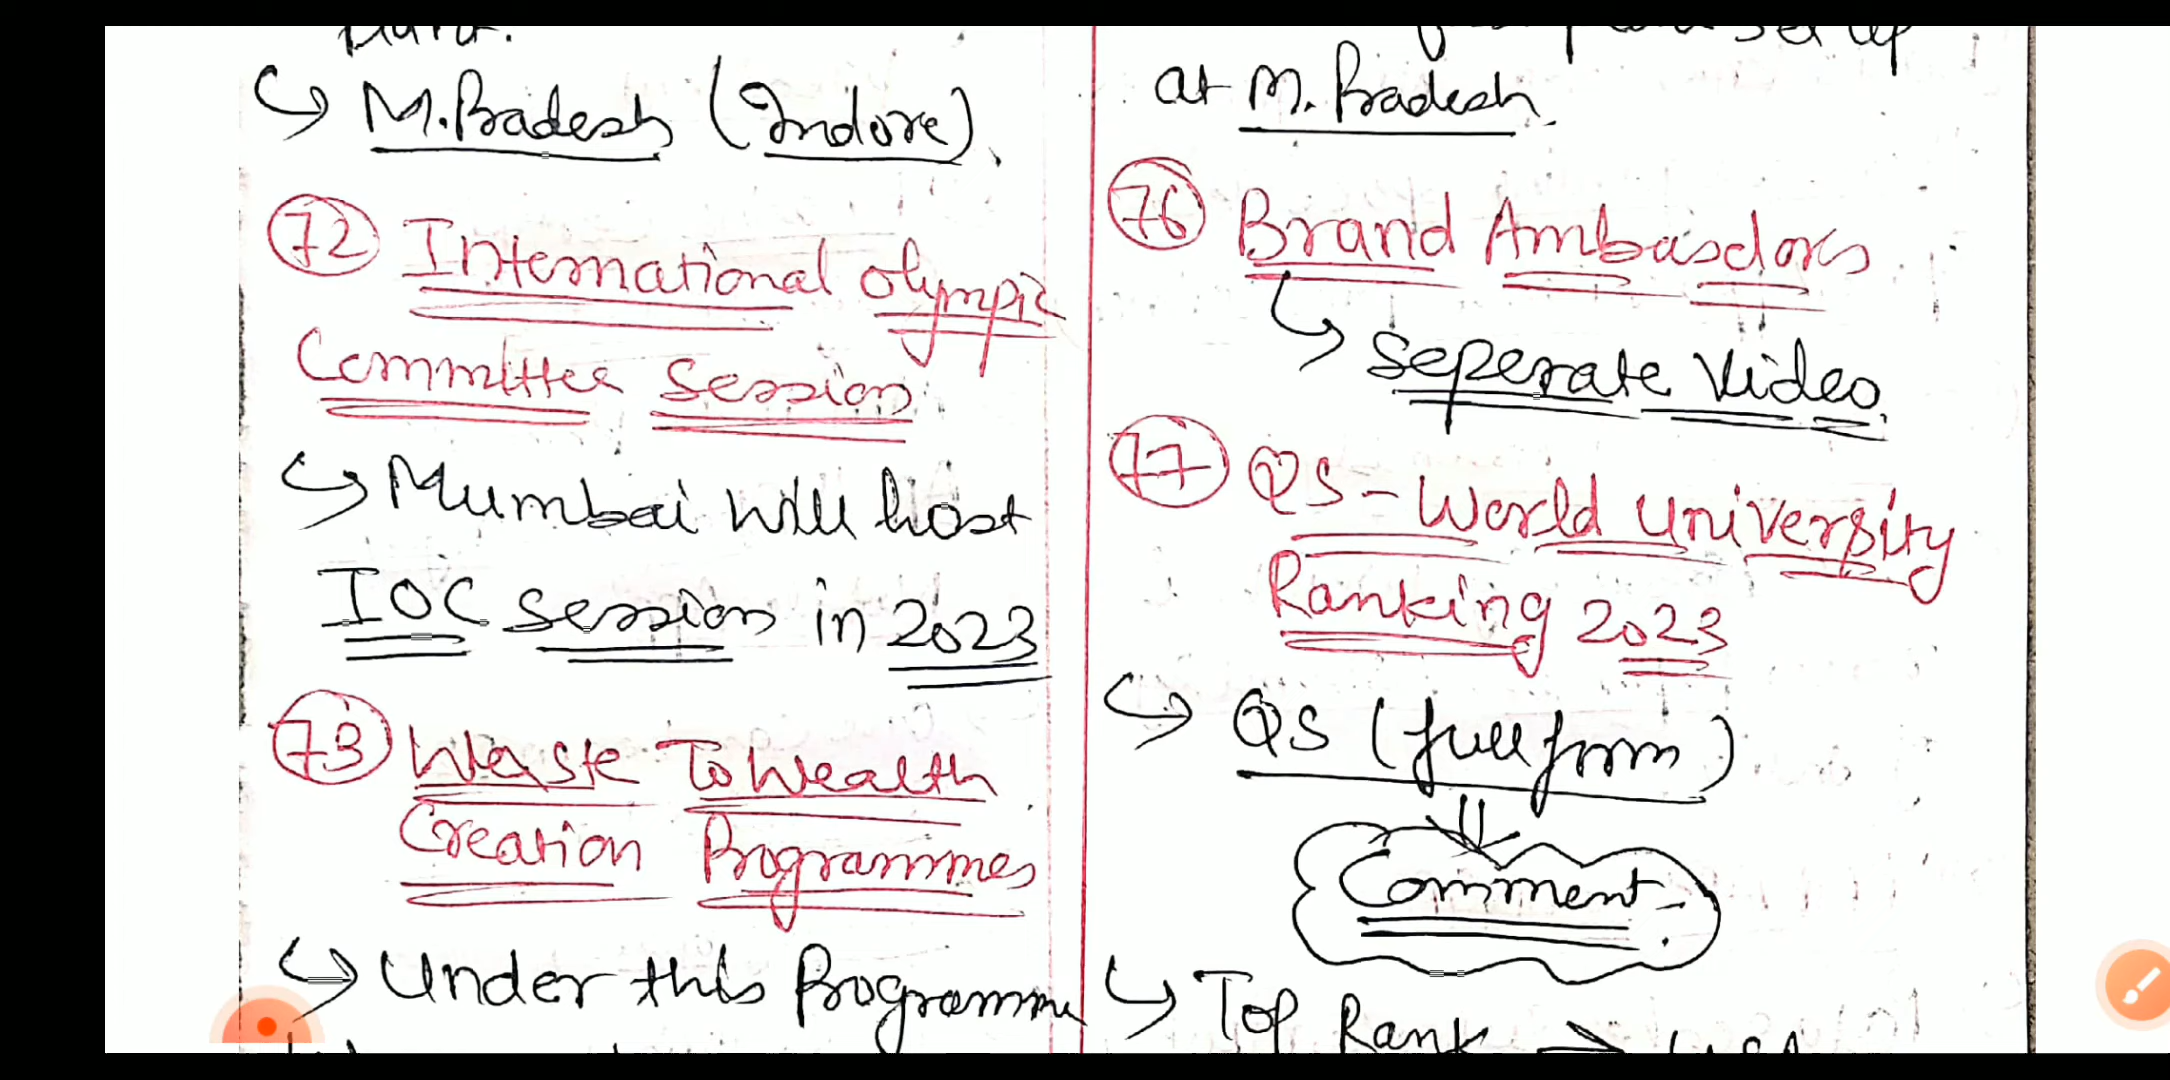 M.Pradesh (Indore).
72 International Olympic
Committee Session
Mumbai will host
IOC Session in 2023
73 Waste To Wealth
Creation Programmes
Under this Programme
set up
at M. Pradesh.
76 Brand Ambasdors
Seperate Video.
77 QS-World University
Ranking 2023
QS (full form)
Comment
Top Rank